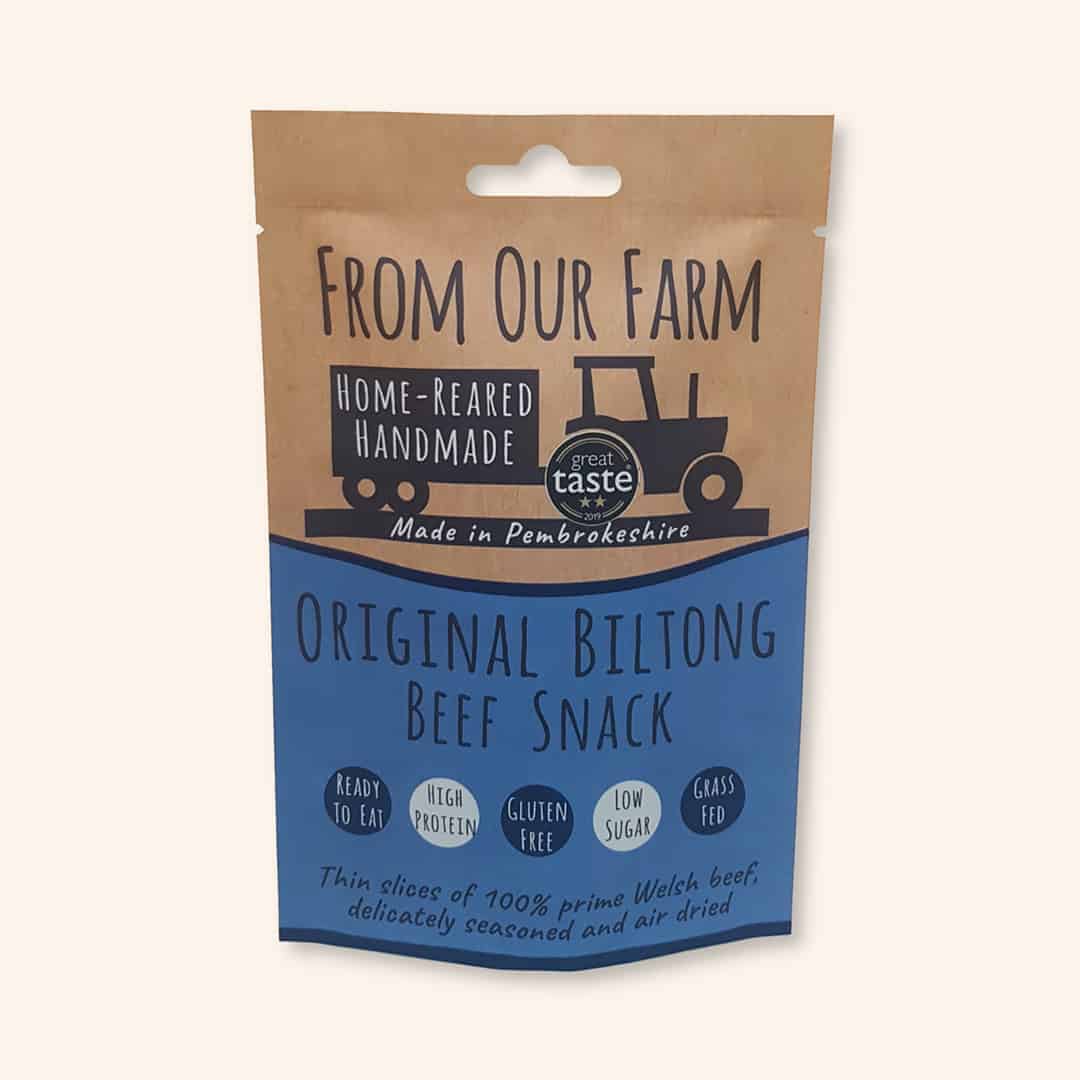 From Our Farm
Home-Reared
Handmade
great
taste®
2019
Made in Pembrokeshire
Original Biltong
Beef Snack
Ready
To Eat
High
Protein
Gluten
Free
Low
Sugar
Grass
Fed
Thin slices of 100% prime Welsh beef,
delicately seasoned and air dried